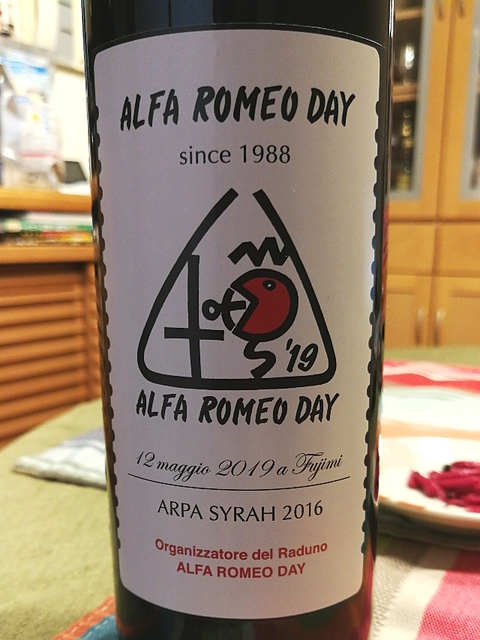 ALFA ROMEO DAY
since 1988
'19
ALFA ROMEO DAY
12 maggio 2019 a Fujimi
ARPA SYRAH 2016
Organizzatore del Raduno
ALFA ROMEO DAY